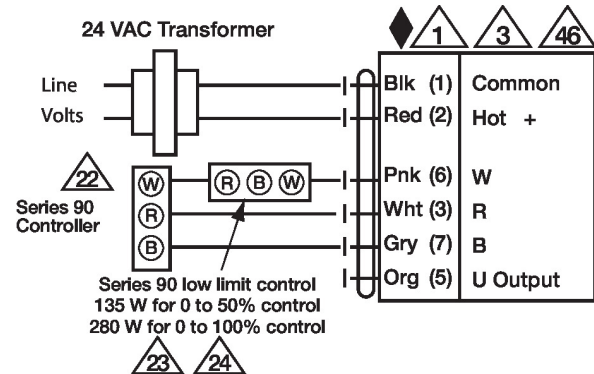 24 VAC Transformer
1 3 46
Line
Volts
Blk (1) Common
Red (2) Hot +
22
Series 90
Controller
W
R
B
R B W
Pnk (6) W
Wht (3) R
Gry (7) B
Org (5) U Output
Series 90 low limit control
135 W for 0 to 50% control
280 W for 0 to 100% control
23 24